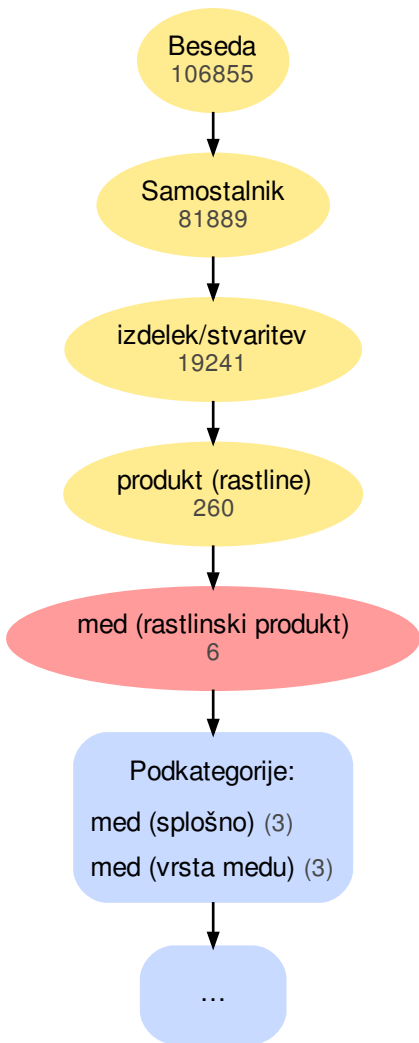 Beseda
106855
Samostalnik
81889
izdelek/stvaritev
19241
produkt (rastline)
260
med (rastlinski produkt)
6
Podkategorije:
med (splošno) (3)
med (vrsta medu) (3)
...